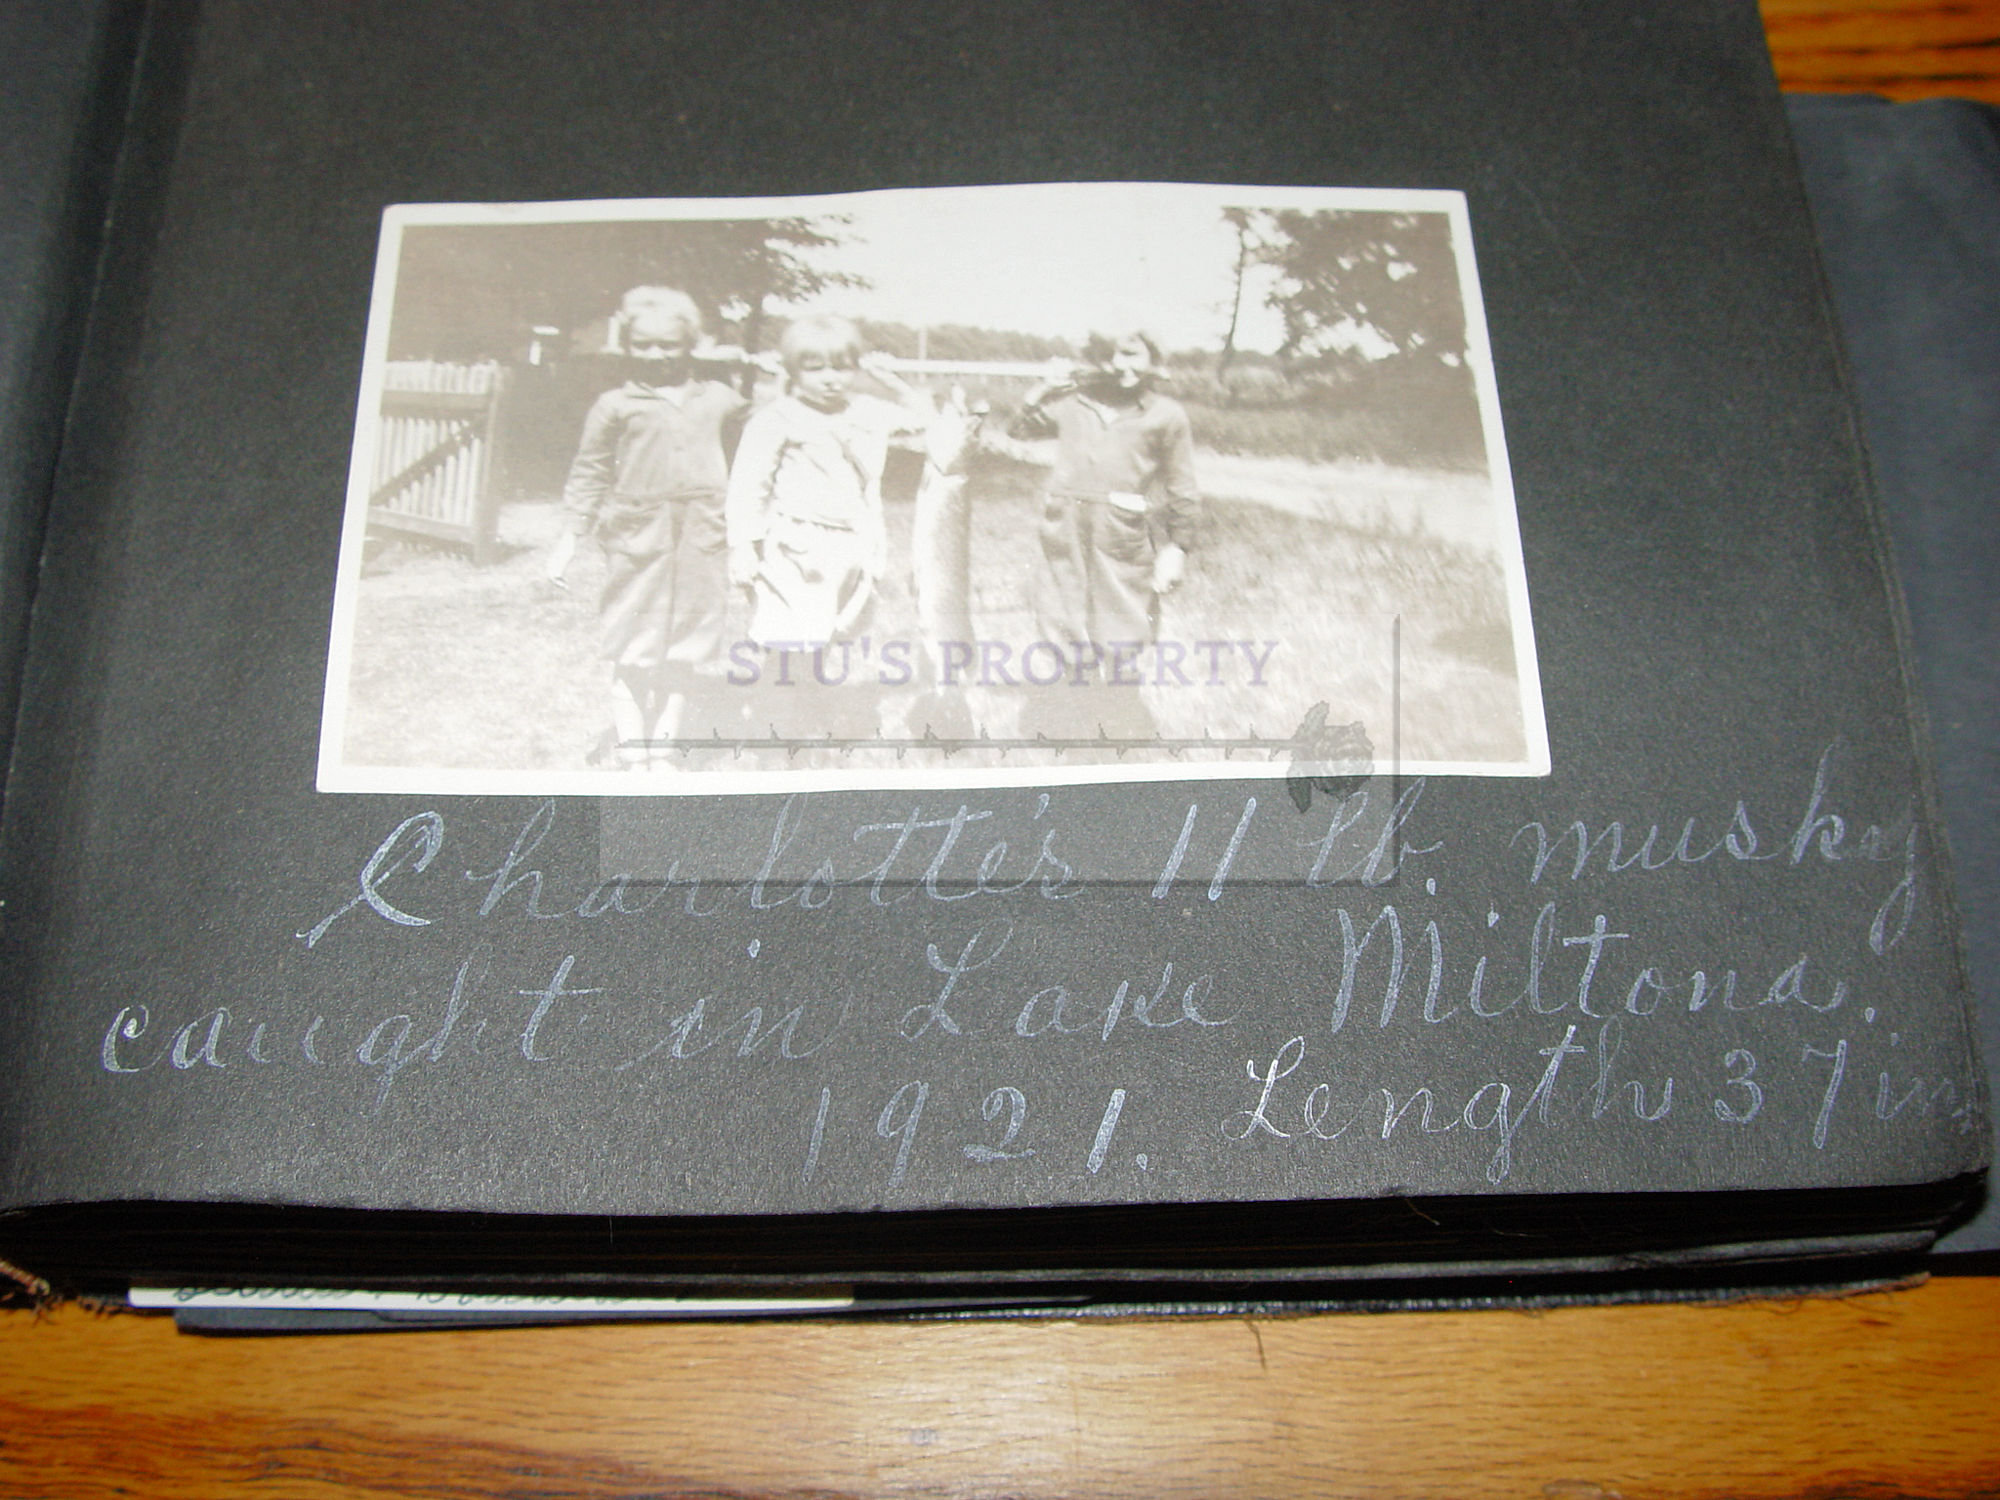 STU'S PROPERTY
Charlotte's 11 lb. musky
caught in Lake Miltona.
1921. Length 37 in.